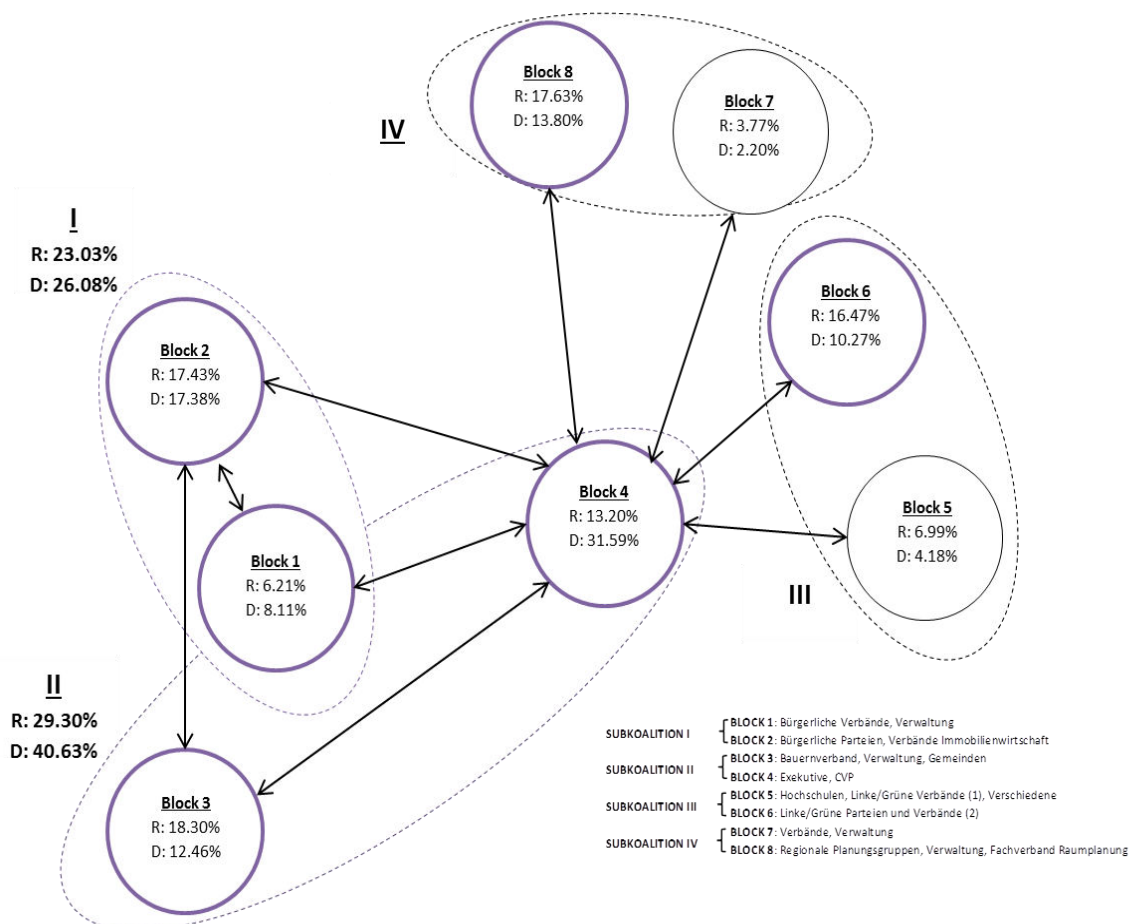 Block 8
R: 17.63%
D: 13.80%
Block 7
R: 3.77%
D: 2.20%
IV
I
R: 23.03%
D: 26.08%
Block 6
R: 16.47%
D: 10.27%
Block 2
R: 17.43%
D: 17.38%
Block 4
R: 13.20%
D: 31.59%
Block 5
R: 6.99%
D: 4.18%
Block 1
R: 6.21%
D: 8.11%
III
II
R: 29.30%
D: 40.63%
Block 3
R: 18.30%
D: 12.46%
SUBKOALITION I
BLOCK 1: Bürgerliche Verbände, Verwaltung
BLOCK 2: Bürgerliche Parteien, Verbände Immobilienwirtschaft
SUBKOALITION II
BLOCK 3: Bauernverband, Verwaltung, Gemeinden
BLOCK 4: Exekutive, CVP
SUBKOALITION III
BLOCK 5: Hochschulen, Linke/Grüne Verbände (1), Verschiedene
BLOCK 6: Linke/Grüne Parteien und Verbände (2)
SUBKOALITION IV
BLOCK 7: Verbände, Verwaltung
BLOCK 8: Regionale Planungsgruppen, Verwaltung, Fachverband Raumplanung